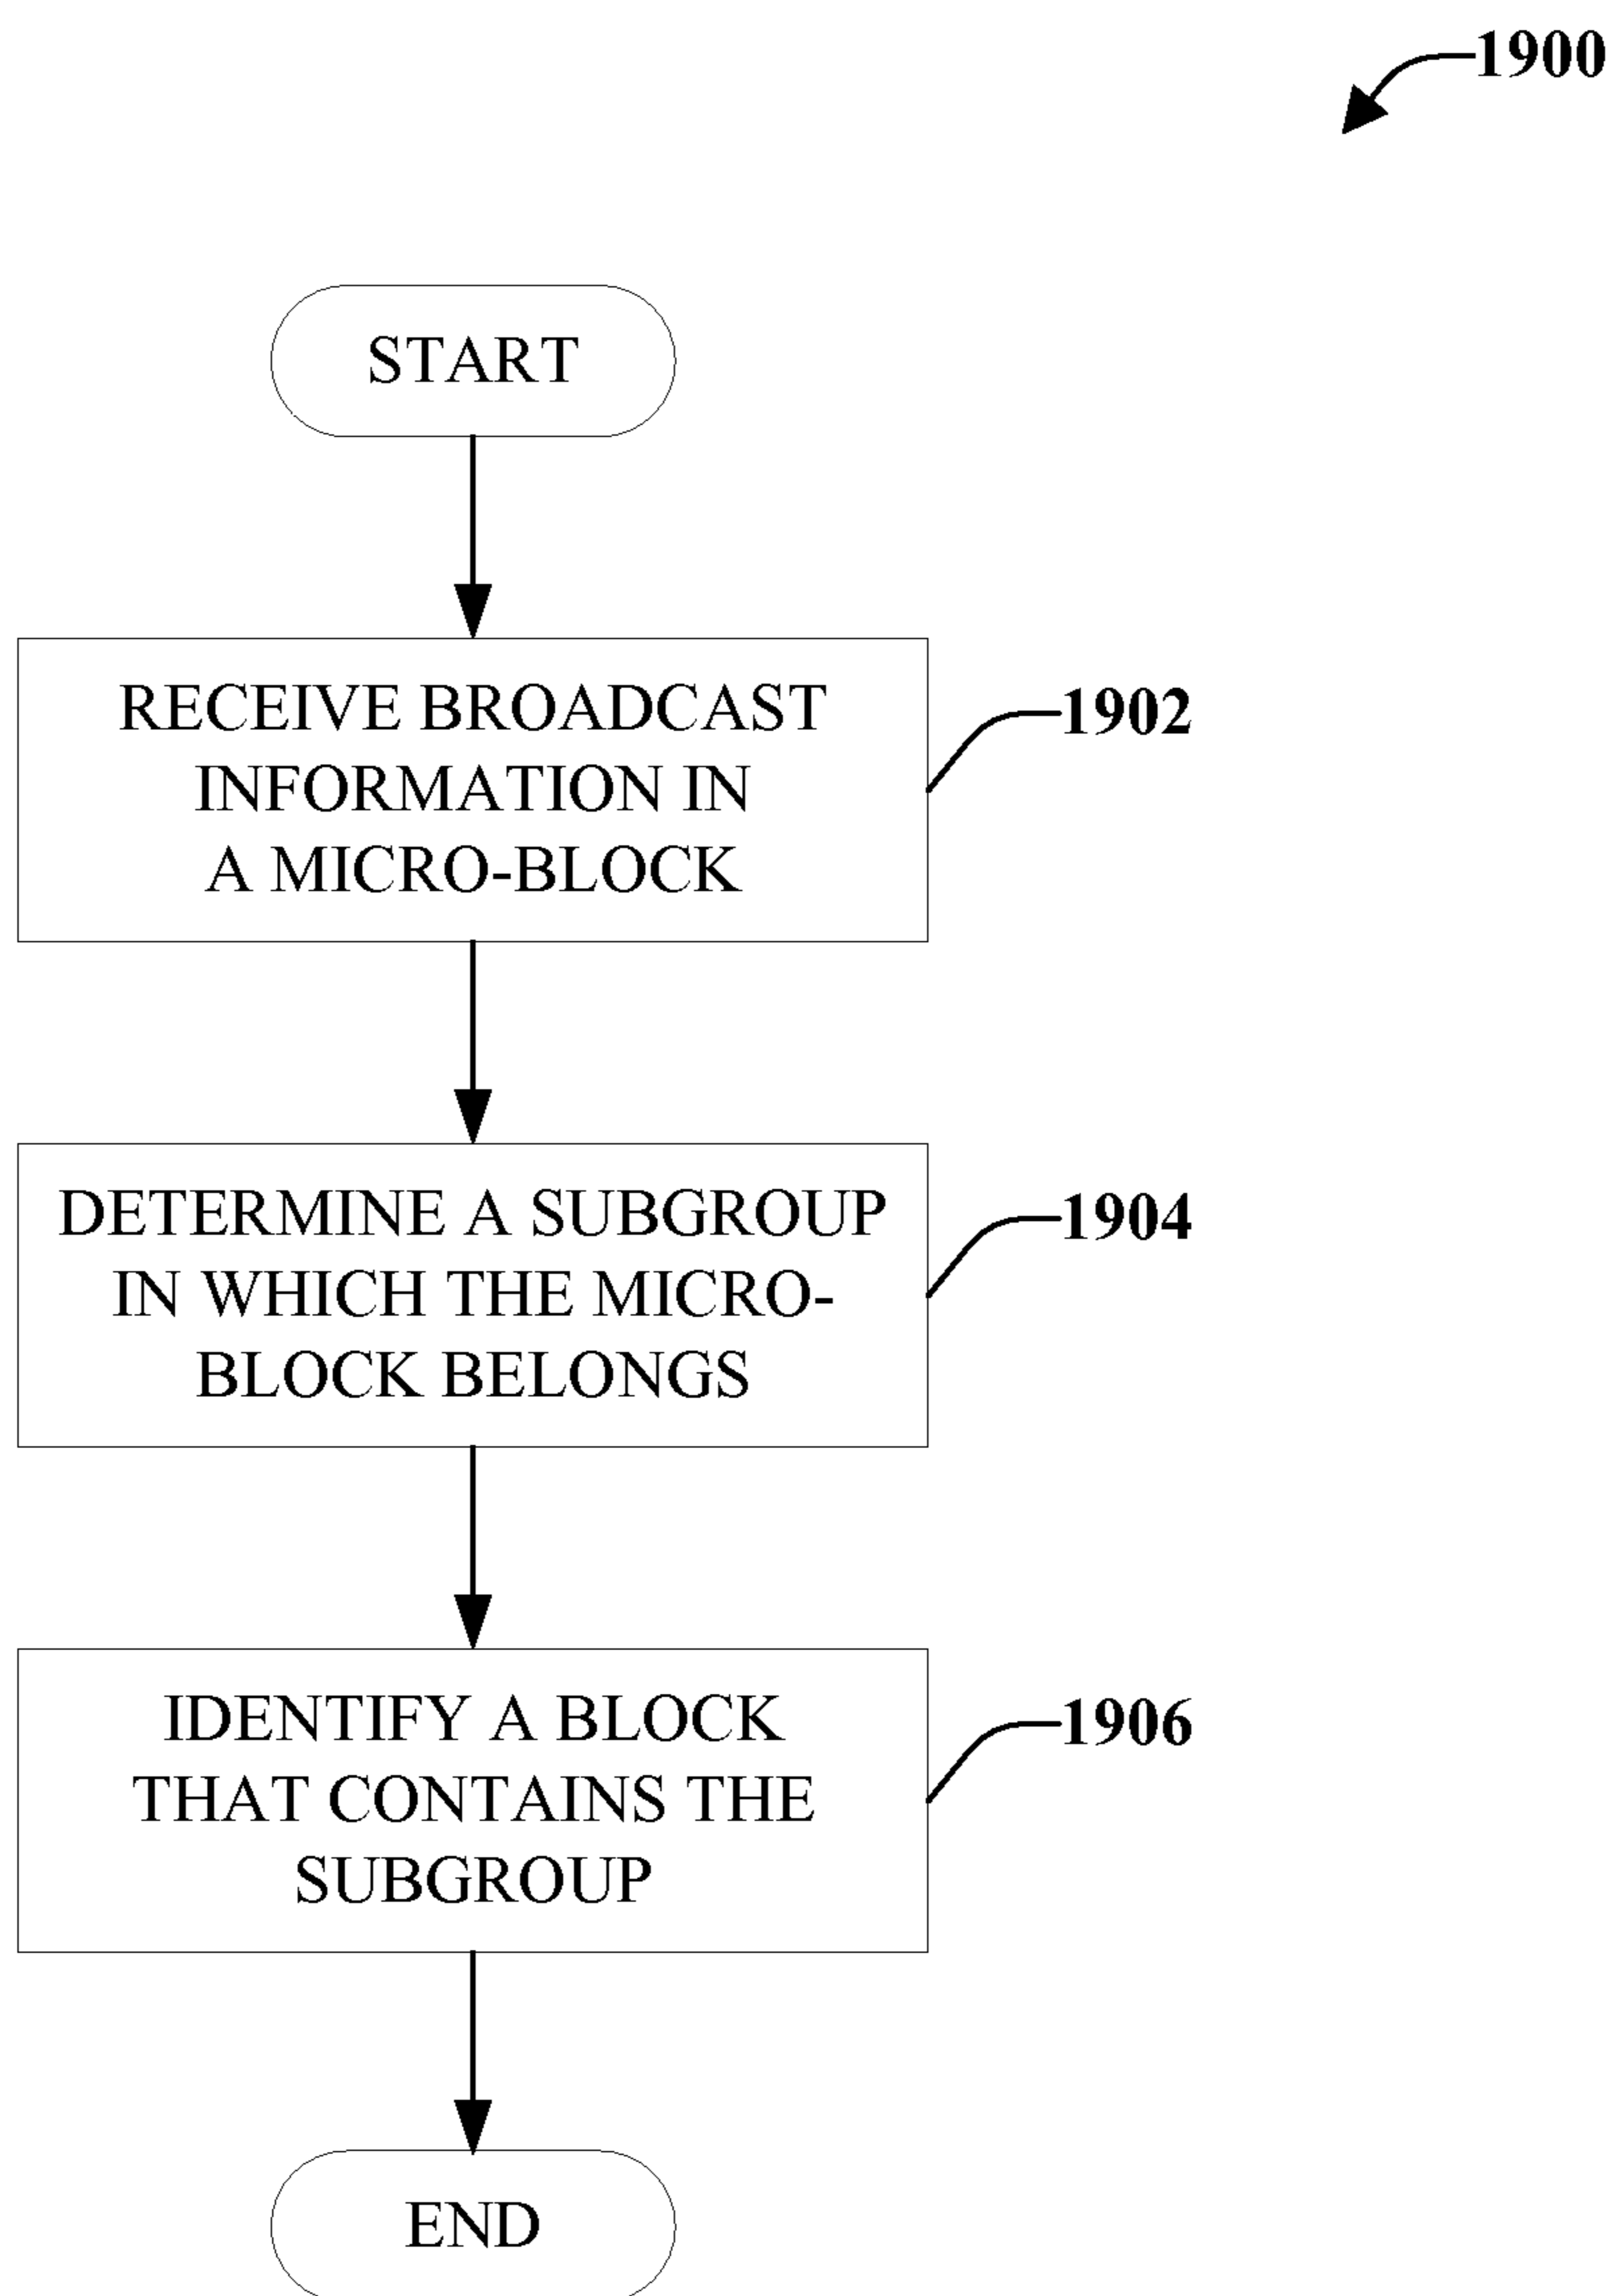 1900
START
RECEIVE BROADCAST
INFORMATION IN
A MICRO-BLOCK
1902
DETERMINE A SUBGROUP
IN WHICH THE MICRO-
BLOCK BELONGS
1904
IDENTIFY A BLOCK
THAT CONTAINS THE
SUBGROUP
1906
END